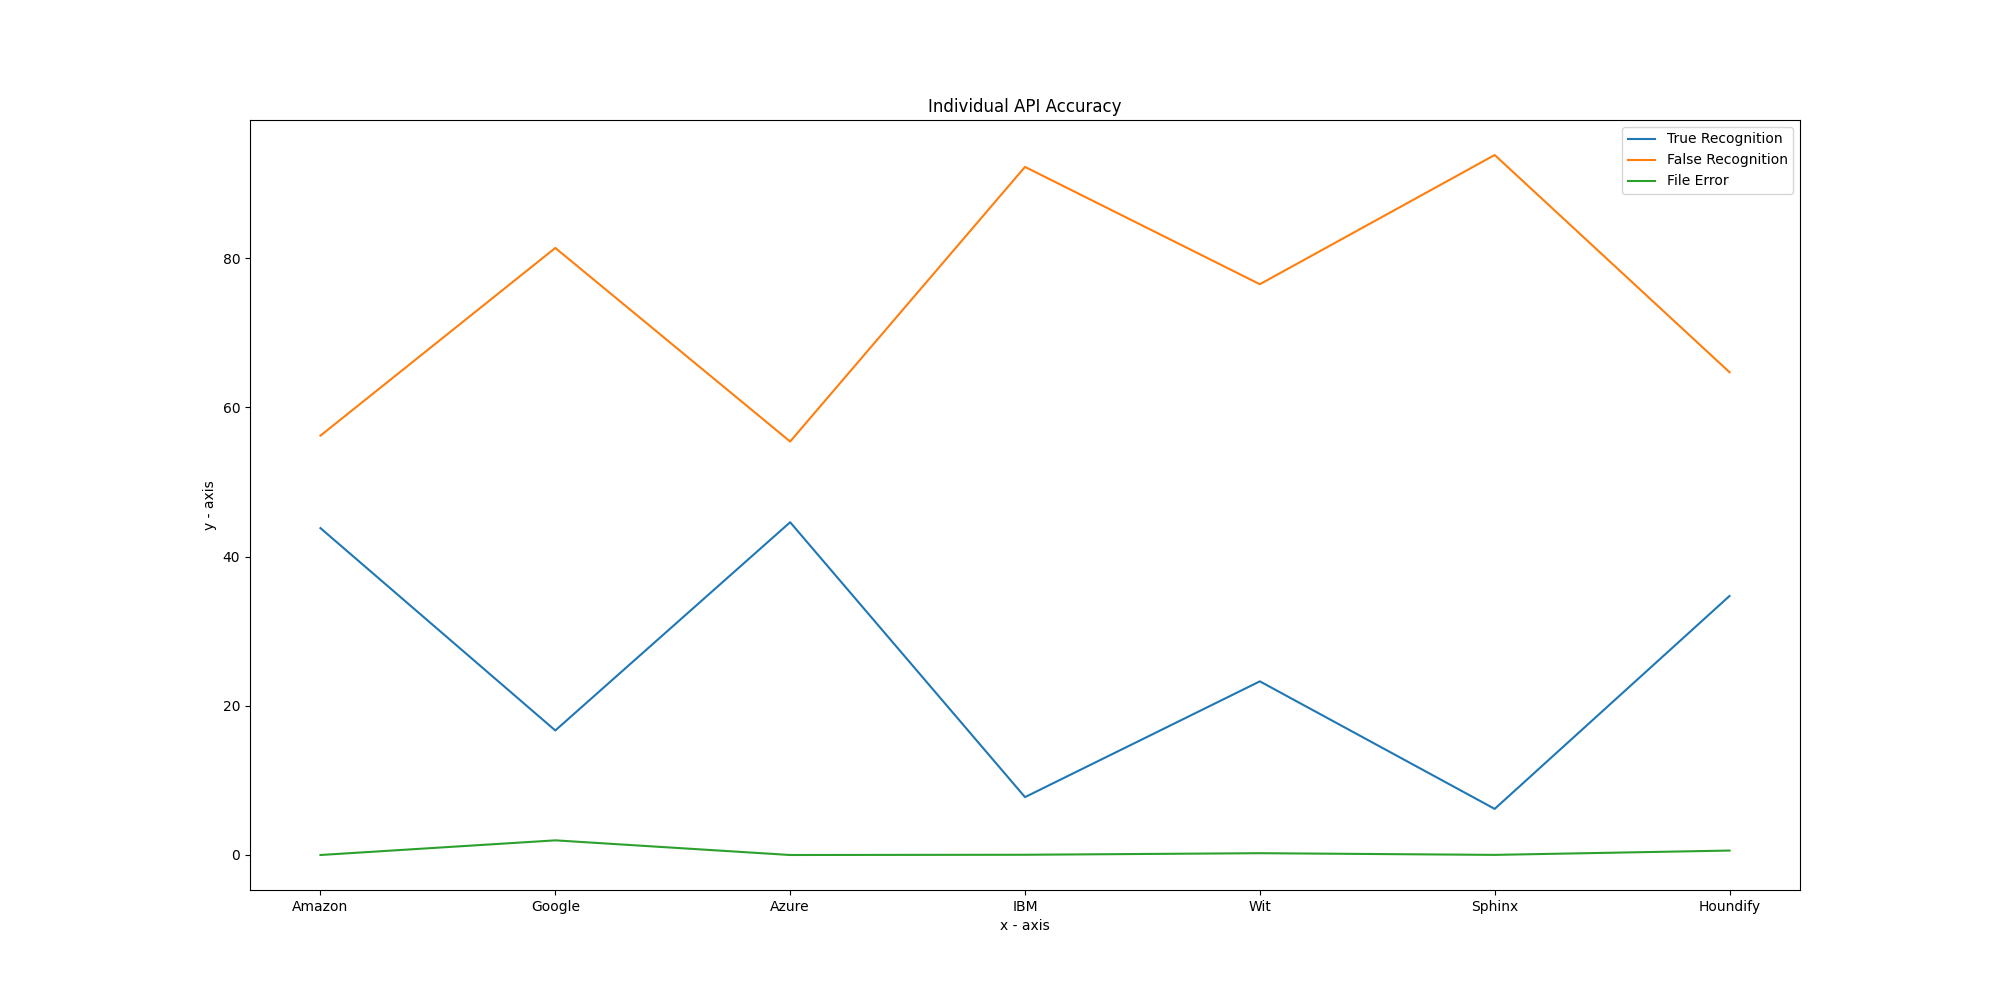 Individual API Accuracy
True Recognition
False Recognition
File Error
80
60
40
20
0
y - axis
Amazon Google Azure IBM Wit Sphinx Houndify
x - axis